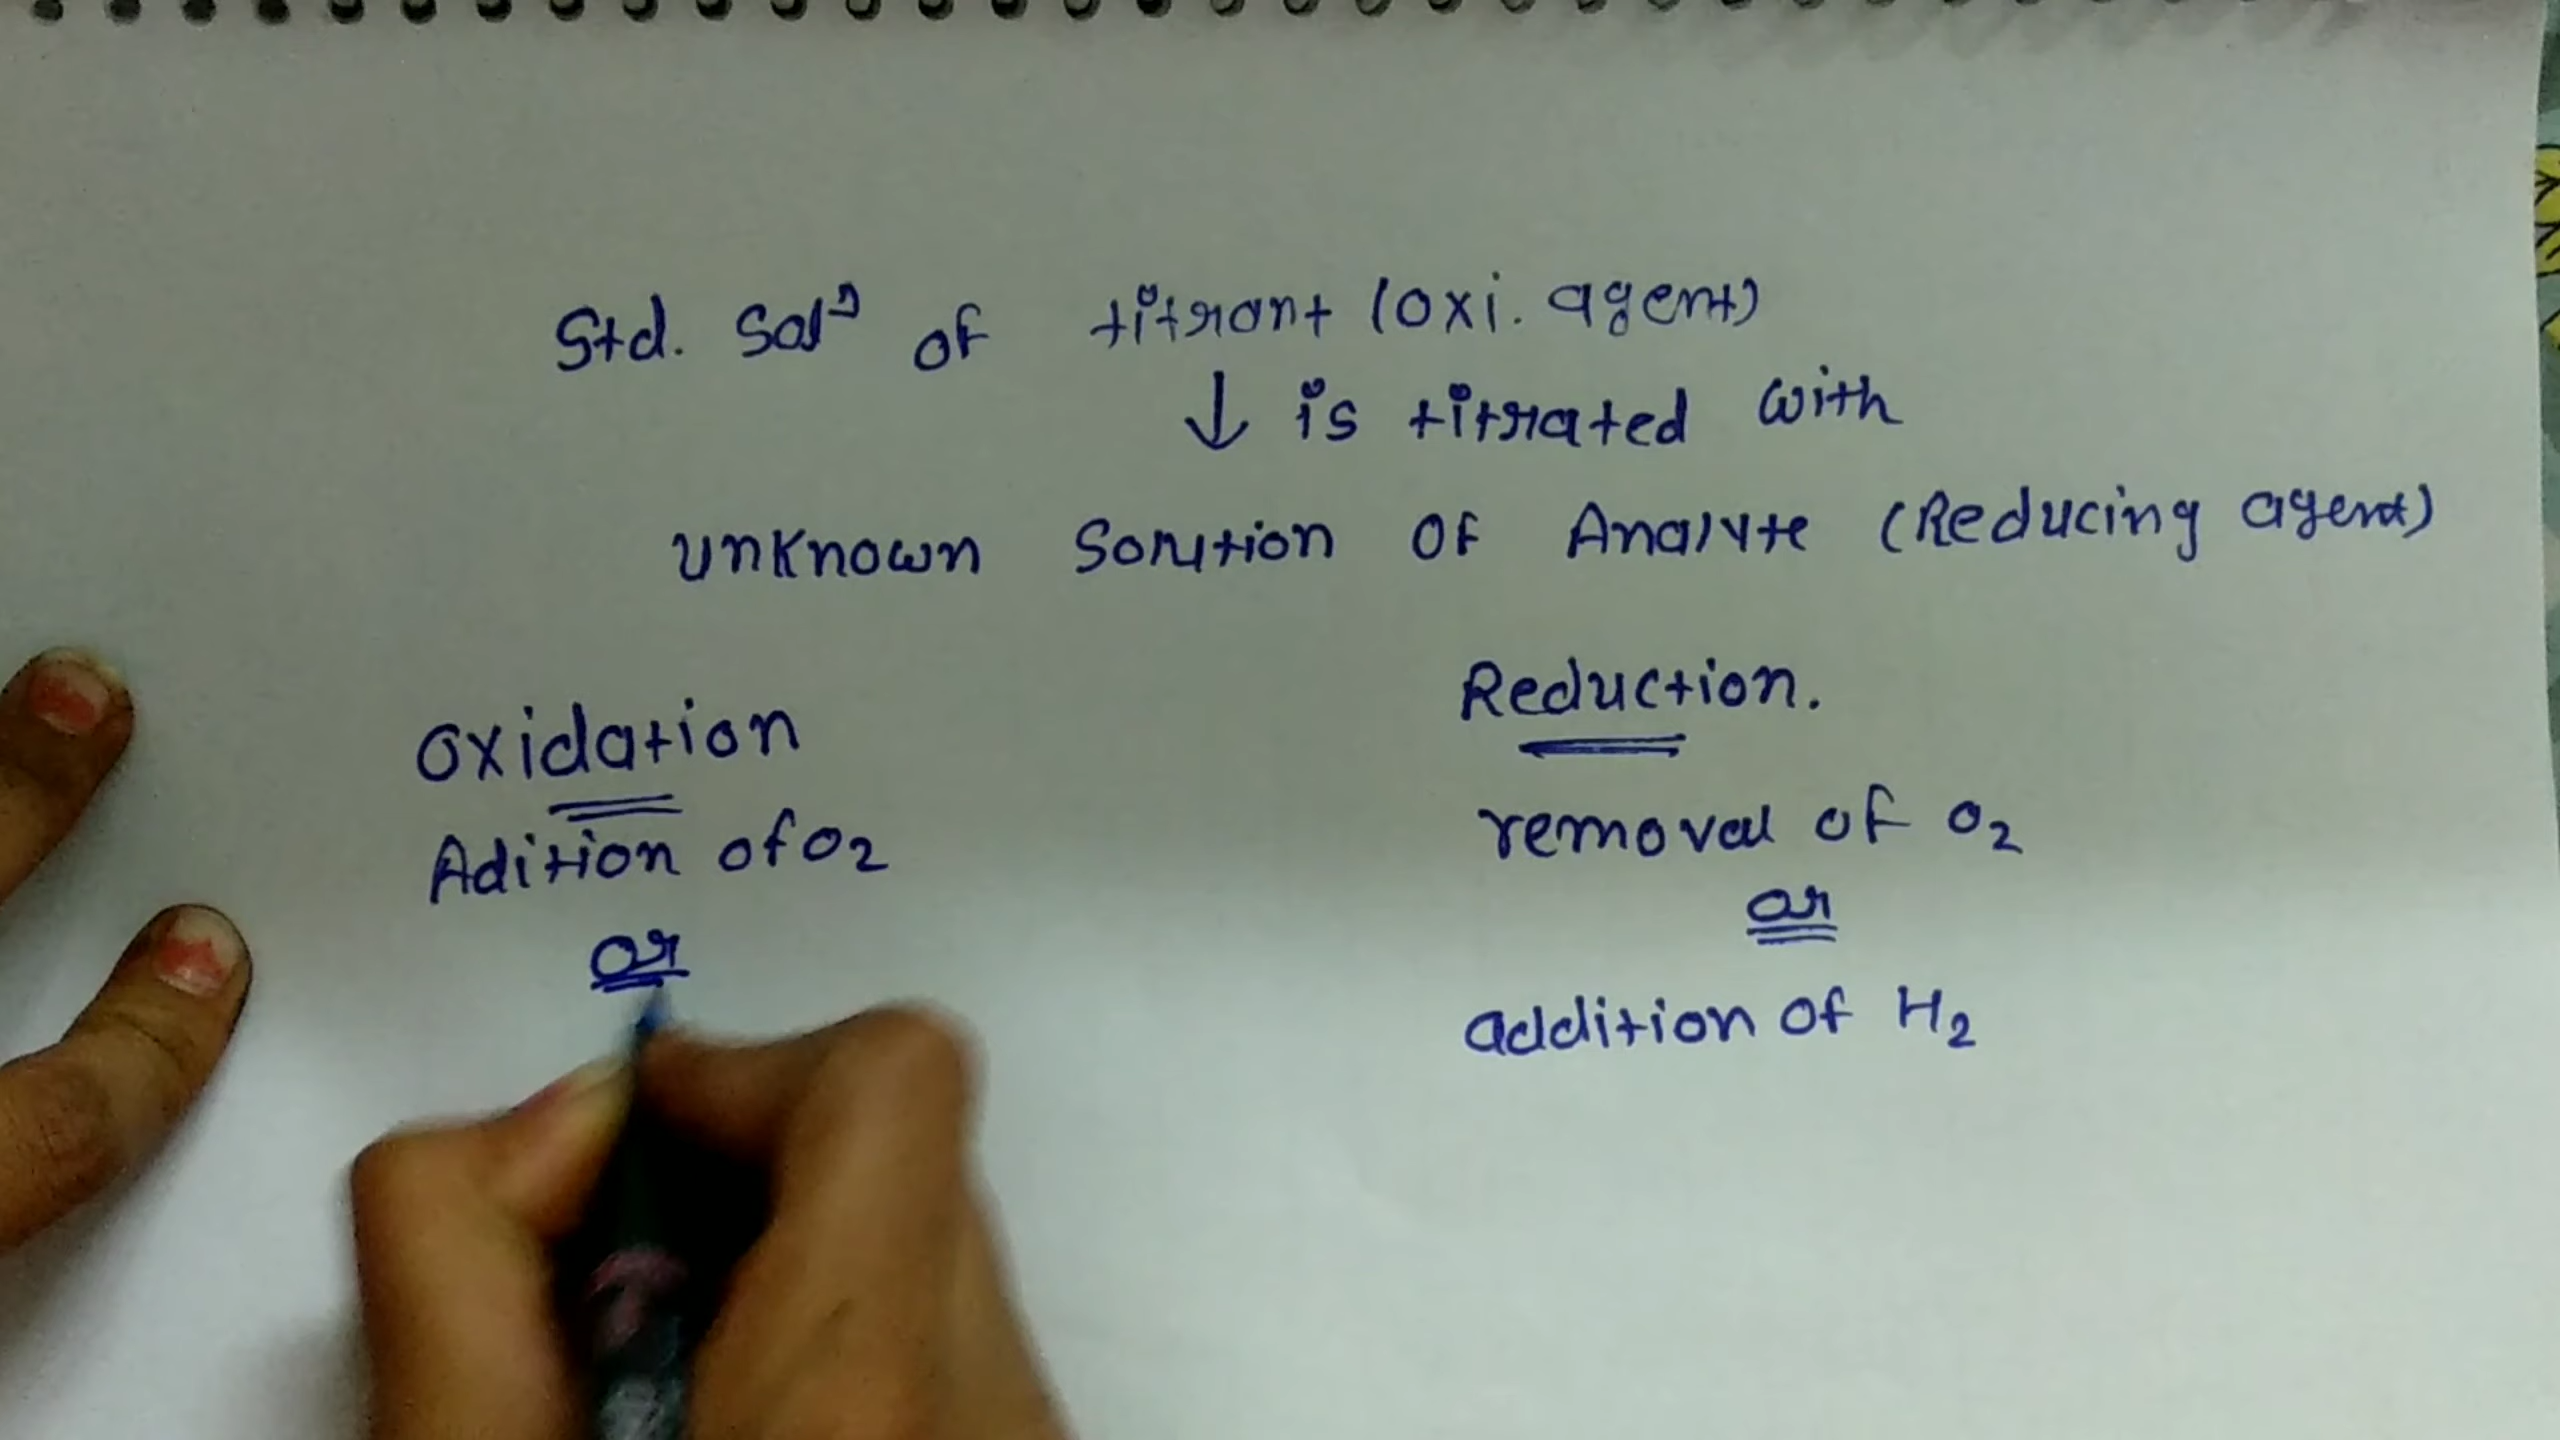 Std. Solⁿ of titrant (oxi. agent)
↓ is titrated with
unknown Solution of Analyte (Reducing agent)
Oxidation
Adition of O₂
or
Reduction.
removal of O₂
or
addition of H₂